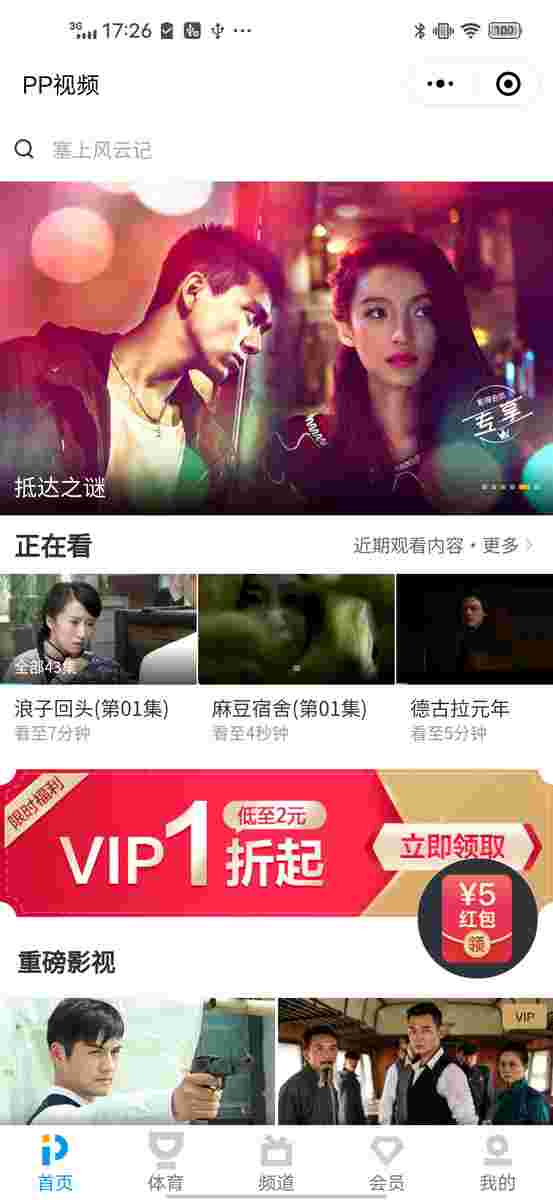 3G 17:26 100
PP视频
塞上风云记
专享
抵达之谜
正在看
近期观看内容·更多
全部43集
浪子回头(第01集)
麻豆宿舍(第01集)
德古拉元年
看至7分钟
看至4秒钟
看至5分钟
限时福利
VIP1折起
低至2元
立即领取
¥5
红包
领
重磅影视
VIP
首页
体育
频道
会员
我的